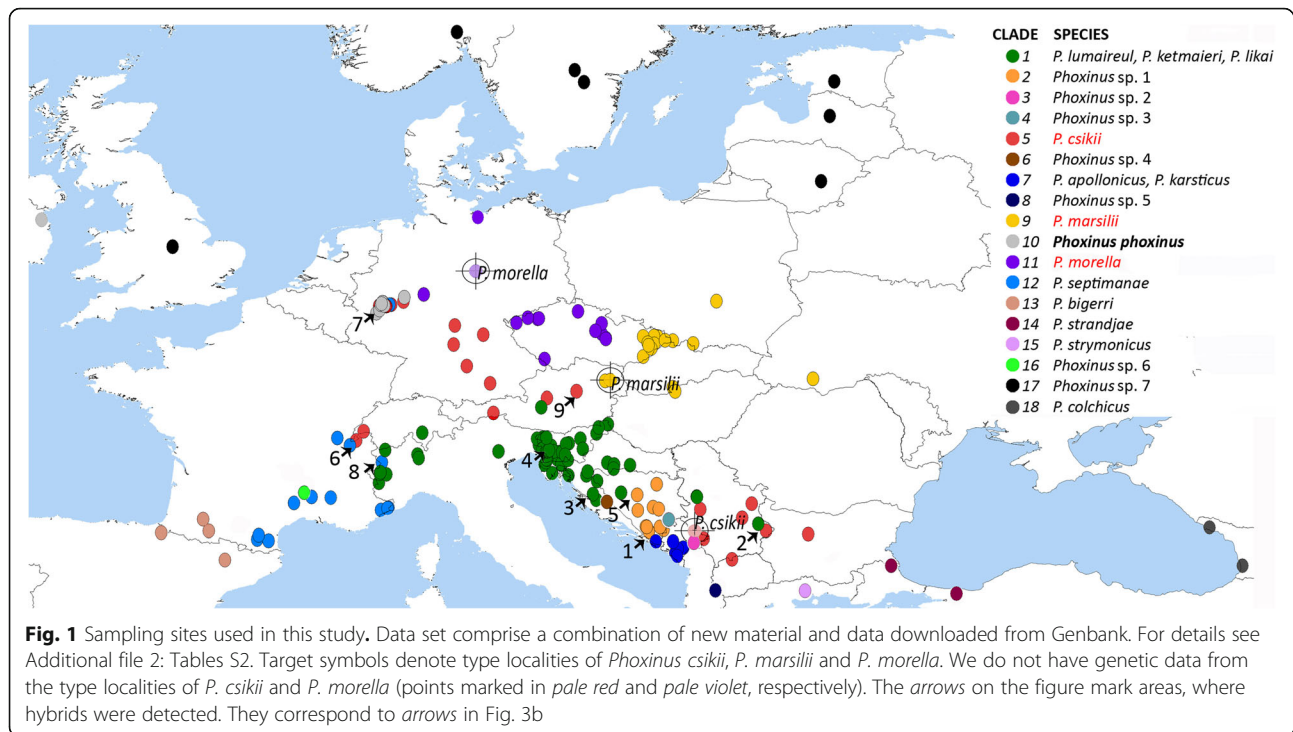 CLADE SPECIES
1 P. lumaireul, P. ketmaieri, P. likai
2 Phoxinus sp. 1
3 Phoxinus sp. 2
4 Phoxinus sp. 3
5 P. csikii
6 Phoxinus sp. 4
7 P. apollonicus, P. karsticus
8 Phoxinus sp. 5
9 P. marsilii
10 Phoxinus phoxinus
11 P. morella
12 P. septimanae
13 P. bigerri
14 P. strandjae
15 P. strymonicus
16 Phoxinus sp. 6
17 Phoxinus sp. 7
18 P. colchicus
P. morella
7
P. marsilii
9
6
8
4
3
5
P. csikii
2
1
Fig. 1 Sampling sites used in this study. Data set comprise a combination of new material and data downloaded from Genbank. For details see
Additional file 2: Tables S2. Target symbols denote type localities of Phoxinus csikii, P. marsilii and P. morella. We do not have genetic data from
the type localities of P. csikii and P. morella (points marked in pale red and pale violet, respectively). The arrows on the figure mark areas, where
hybrids were detected. They correspond to arrows in Fig. 3b